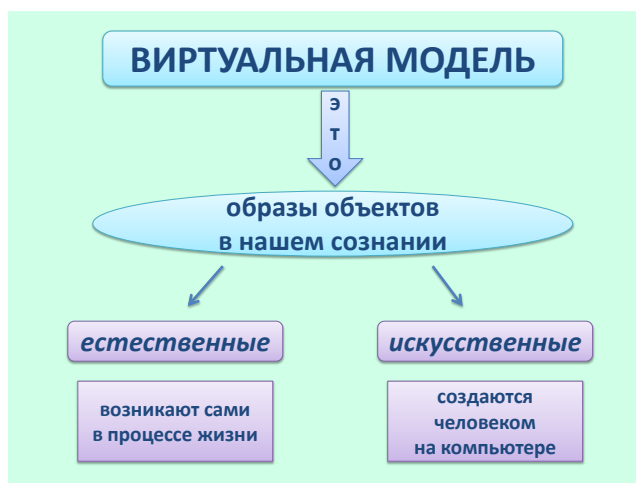 ВИРТУАЛЬНАЯ МОДЕЛЬ
э
т
о
образы объектов
в нашем сознании
естественные
искусственные
возникают сами
в процессе жизни
создаются
человеком
на компьютере